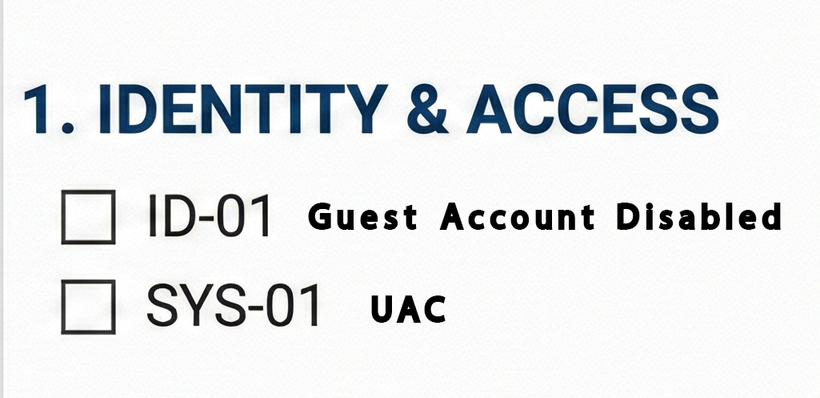 1. IDENTITY & ACCESS
ID-01 Guest Account Disabled
SYS-01 UAC